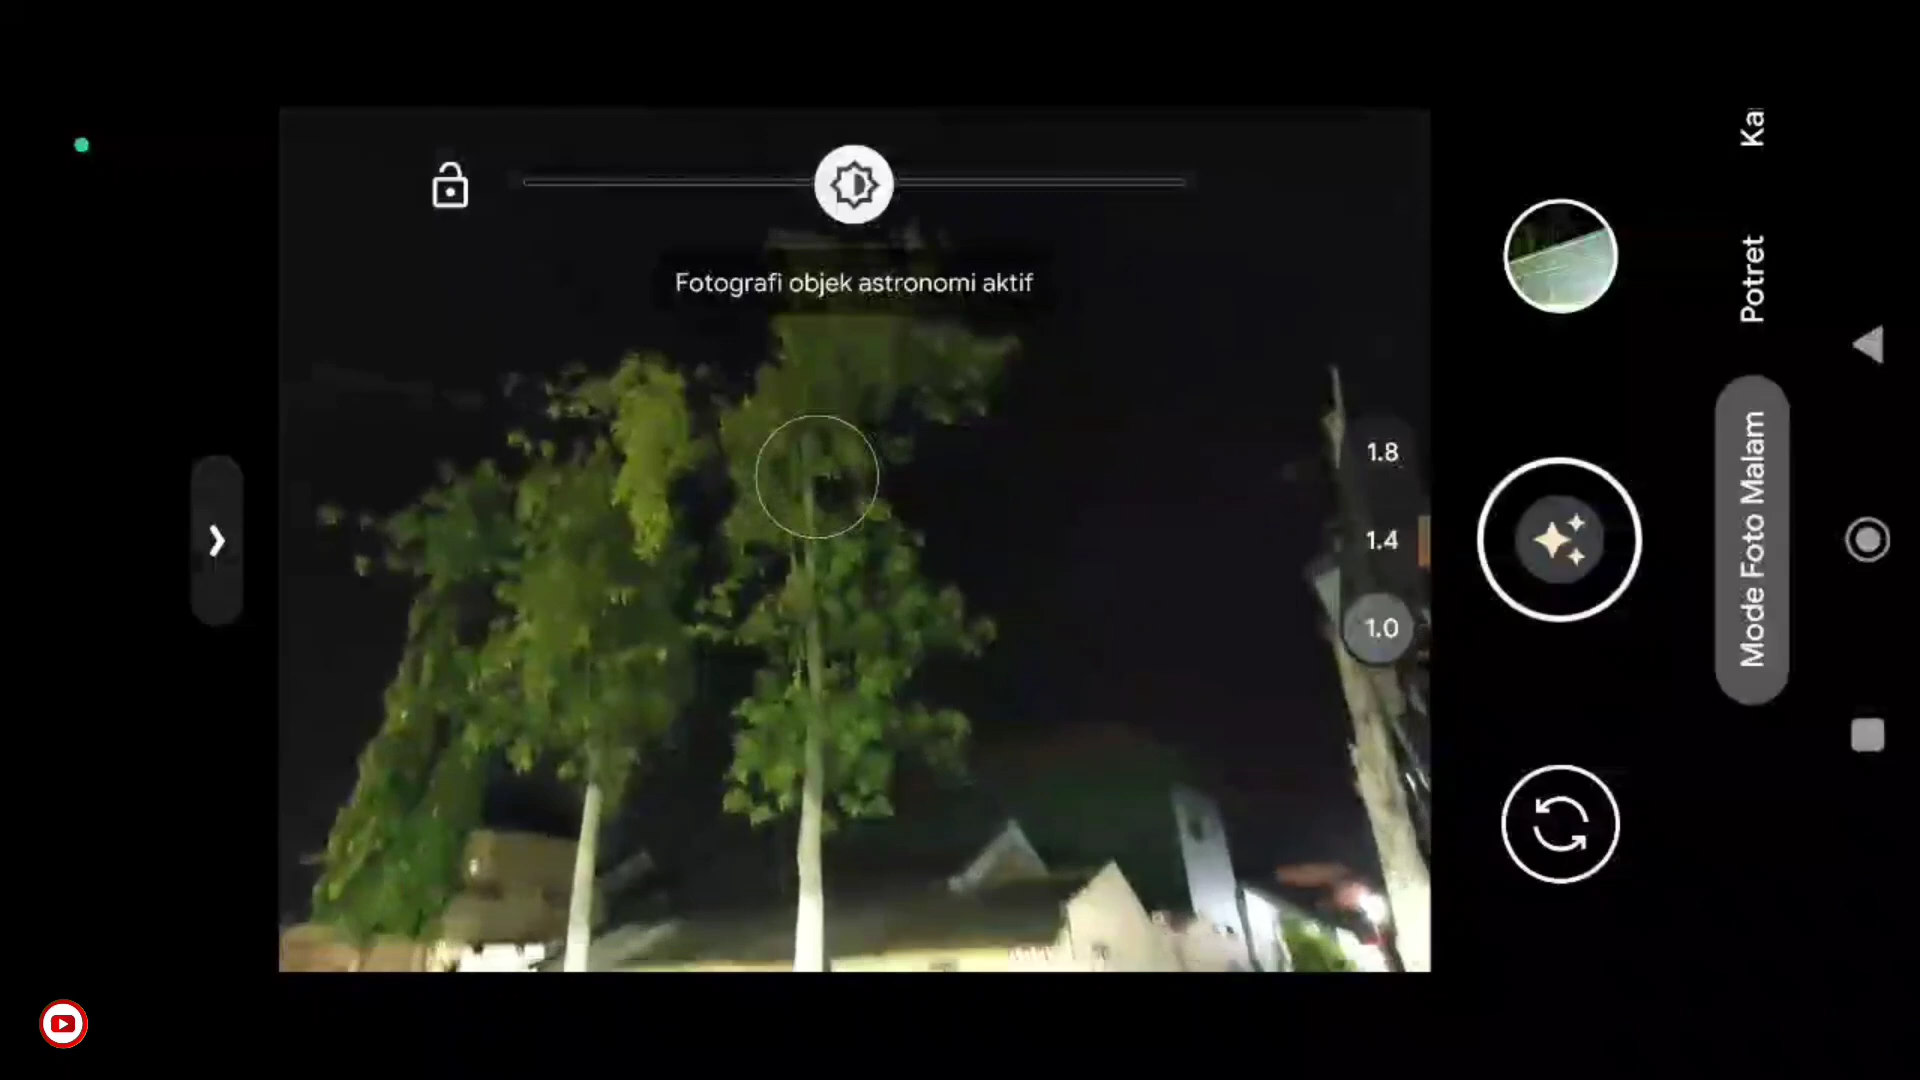 Fotografi objek astronomi aktif
1.8
1.4
1.0
Ka
Potret
Mode Foto Malam